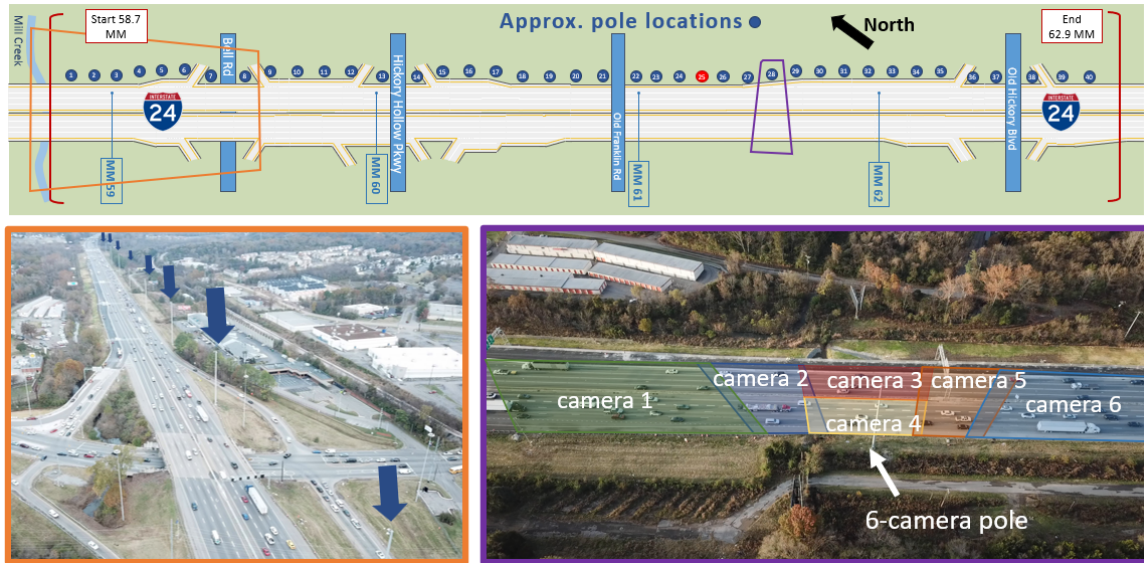 Approx. pole locations
North
Start 58.7
MM
End
62.9 MM
Mill Creek
1 2 3 4 5 6 7 8 9 10 11 12 13 14 15 16 17 18 19 20 21 22 23 24 25 26 27 28 29 30 31 32 33 34 35 36 37 38 39 40
Bell Rd
Hickory Hollow Pkwy
Old Franklin Rd
Old Hickory Blvd
INTERSTATE
24
INTERSTATE
24
MM 59
MM 60
MM 61
MM 62
camera 1
camera 2
camera 3
camera 4
camera 5
camera 6
6-camera pole